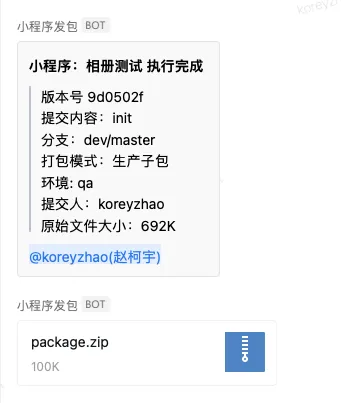 koreyz
小程序发包 BOT
小程序：相册测试 执行完成
版本号 9d0502f
提交内容：init
分支：dev/master
打包模式：生产子包
环境: qa
提交人：koreyzhao
原始文件大小：692K
@koreyzhao(赵柯宇)
小程序发包 BOT
package.zip
100K